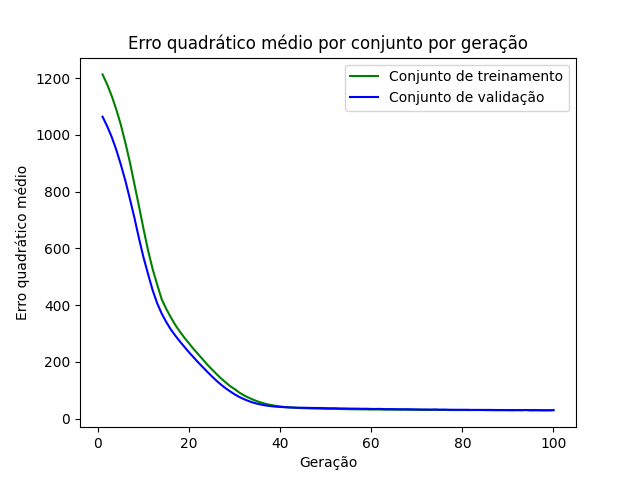 Erro quadrático médio por conjunto por geração
Conjunto de treinamento
Conjunto de validação
Erro quadrático médio
1200
1000
800
600
400
200
0
0 20 40 60 80 100
Geração